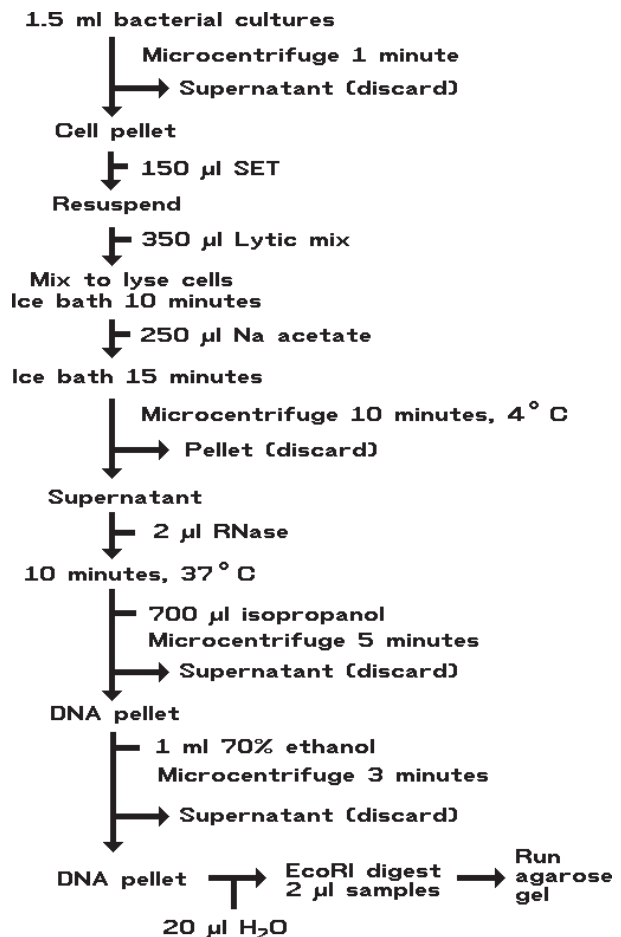 1.5 ml bacterial cultures
Microcentrifuge 1 minute
Supernatant (discard)
Cell pellet
150 µl SET
Resuspend
350 µl Lytic mix
Mix to lyse cells
Ice bath 10 minutes
250 µl Na acetate
Ice bath 15 minutes
Microcentrifuge 10 minutes, 4° C
Pellet (discard)
Supernatant
2 µl RNase
10 minutes, 37° C
700 µl isopropanol
Microcentrifuge 5 minutes
Supernatant (discard)
DNA pellet
1 ml 70% ethanol
Microcentrifuge 3 minutes
Supernatant (discard)
DNA pellet
20 µl H₂O
EcoRI digest
2 µl samples
Run
agarose
gel